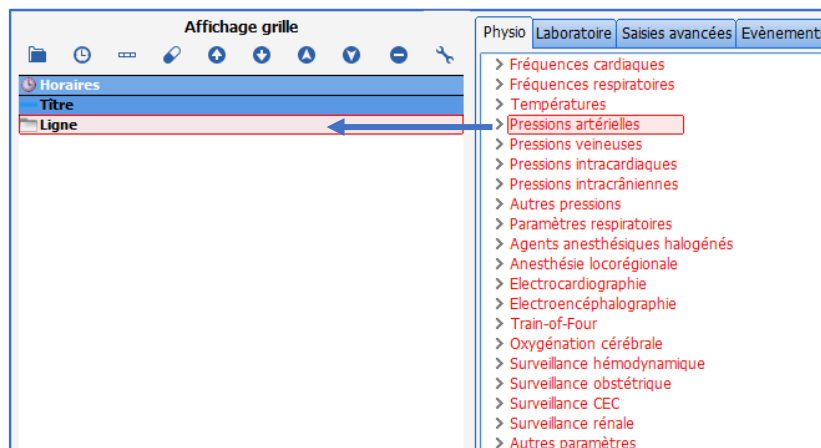 Affichage grille
Horaires
Tître
Ligne
Physio
Laboratoire
Saisies avancées
Evènements
Fréquences cardiaques
Fréquences respiratoires
Températures
Pressions artérielles
Pressions veineuses
Pressions intracardiaques
Pressions intracrâniennes
Autres pressions
Paramètres respiratoires
Agents anesthésiques halogénés
Anesthésie locorégionale
Electrocardiographie
Electroencéphalographie
Train-of-Four
Oxygénation cérébrale
Surveillance hémodynamique
Surveillance obstétrique
Surveillance CEC
Surveillance rénale
Autres paramètres